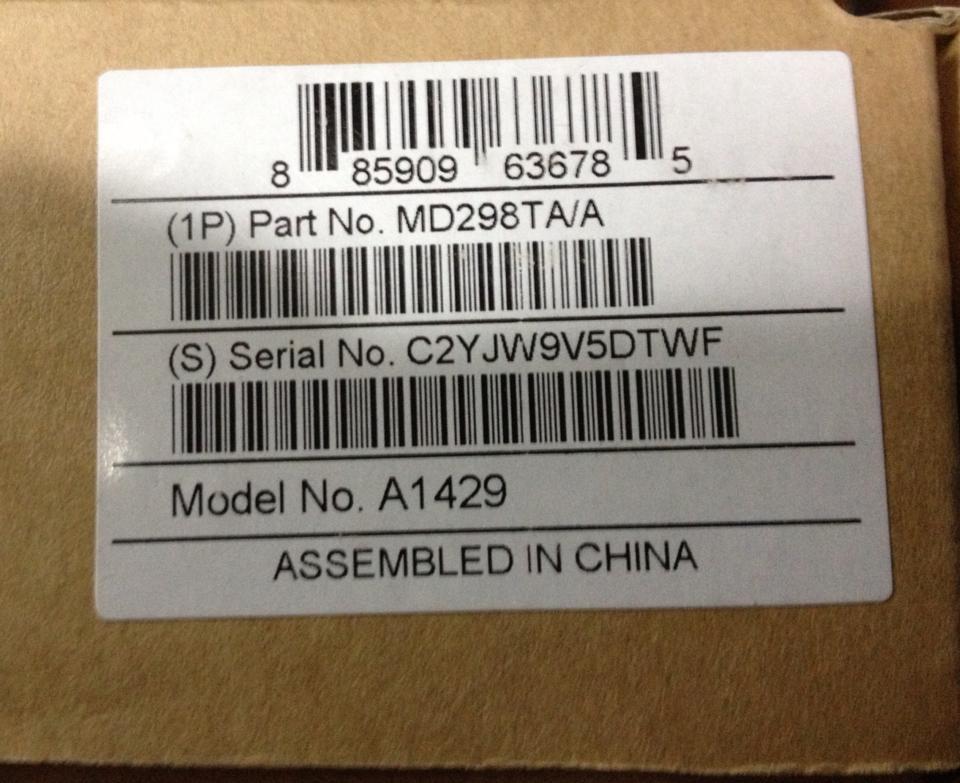 8 85909 63678 5
(1P) Part No. MD298TA/A
(S) Serial No. C2YJW9V5DTWF
Model No. A1429
ASSEMBLED IN CHINA